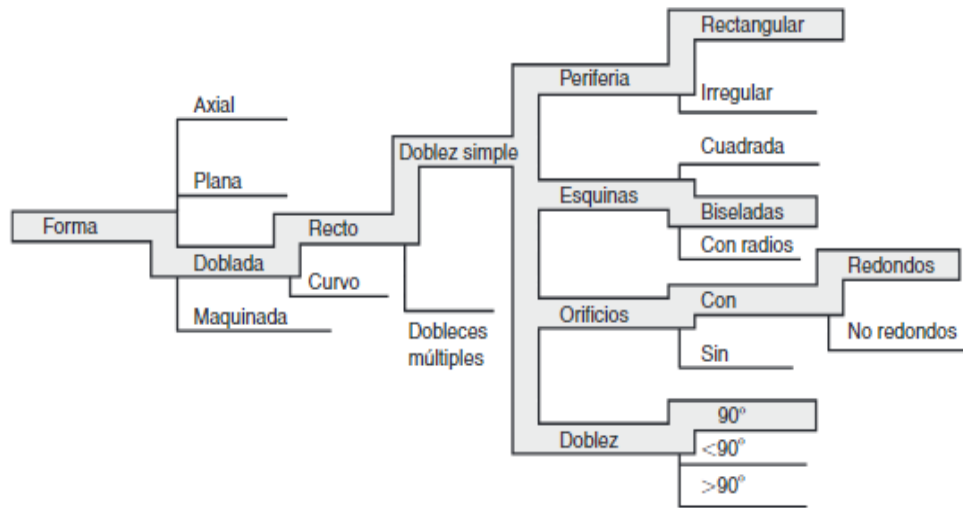 Forma
Axial
Plana
Doblada
Maquinada
Recto
Curvo
Doblez simple
Dobleces
múltiples
Periferia
Rectangular
Irregular
Esquinas
Cuadrada
Biseladas
Con radios
Orificios
Con
Redondos
No redondos
Sin
Doblez
90°
<90°
>90°